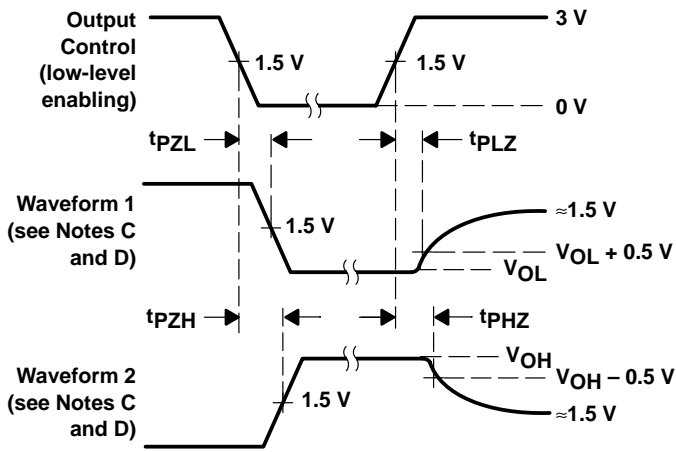 Output
Control
(low-level
enabling)
3 V
1.5 V
1.5 V
0 V
tPZL
tPLZ
Waveform 1
(see Notes C
and D)
1.5 V
≈1.5 V
VOL + 0.5 V
VOL
tPZH
tPHZ
Waveform 2
(see Notes C
and D)
1.5 V
VOH
VOH – 0.5 V
≈1.5 V